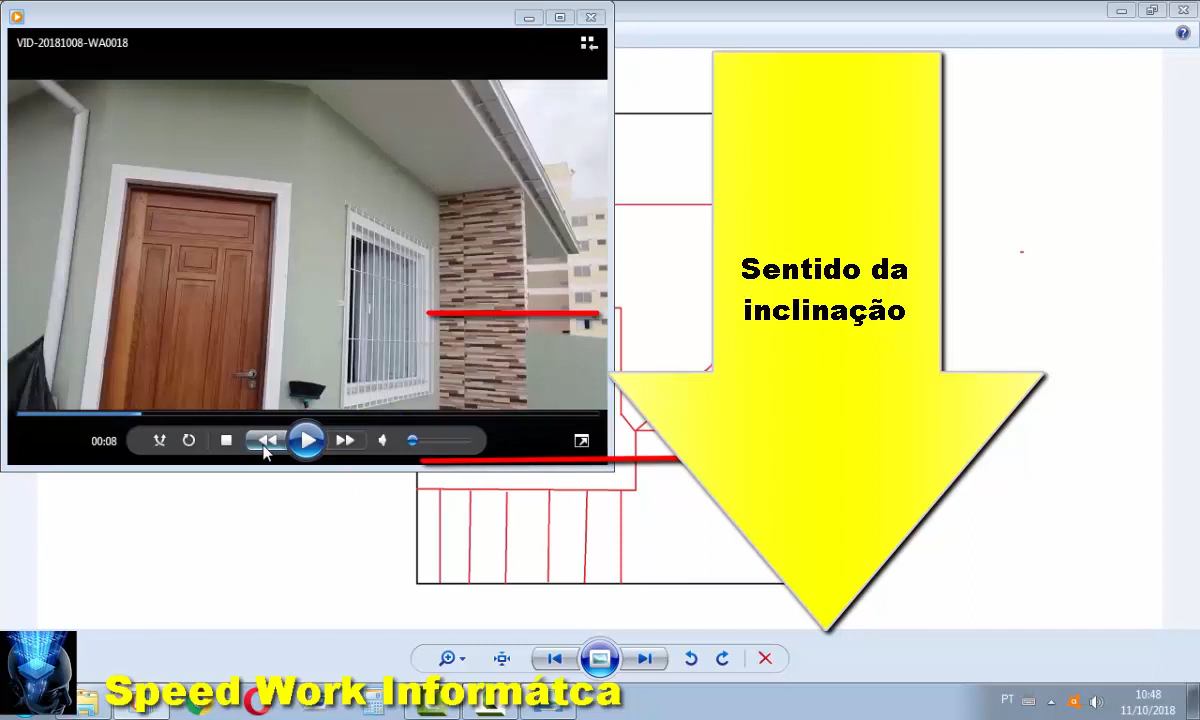 VID-20181008-WA0018
Sentido da
inclinação
00:08
Speed Work Informátca
PT
10:48
11/10/2018